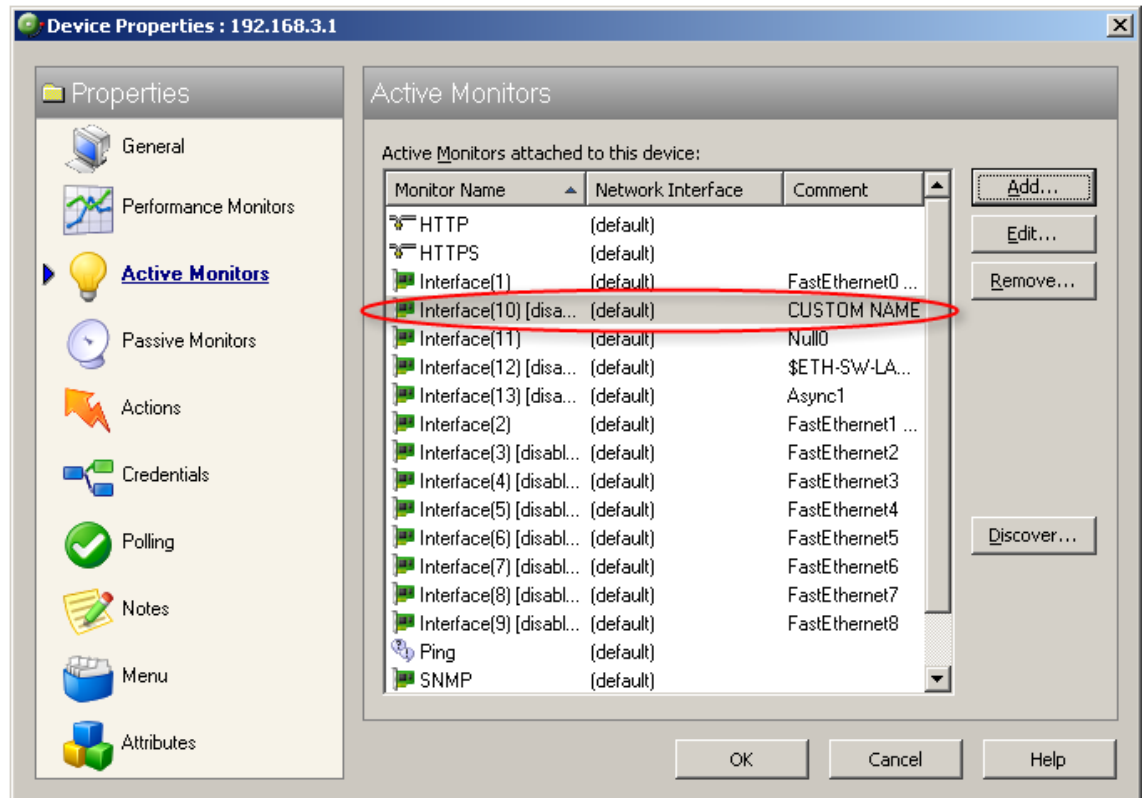 Device Properties : 192.168.3.1
Properties
General
Performance Monitors
Active Monitors
Passive Monitors
Actions
Credentials
Polling
Notes
Menu
Attributes
Active Monitors
Active Monitors attached to this device:
Monitor Name Network Interface Comment
HTTP (default)
HTTPS (default)
Interface(1) (default) FastEthernet0 ...
Interface(10) [disa... (default) CUSTOM NAME
Interface(11) (default) Null0
Interface(12) [disa... (default) $ETH-SW-LA...
Interface(13) [disa... (default) Async1
Interface(2) (default) FastEthernet1 ...
Interface(3) [disabl... (default) FastEthernet2
Interface(4) [disabl... (default) FastEthernet3
Interface(5) [disabl... (default) FastEthernet4
Interface(6) [disabl... (default) FastEthernet5
Interface(7) [disabl... (default) FastEthernet6
Interface(8) [disabl... (default) FastEthernet7
Interface(9) [disabl... (default) FastEthernet8
Ping (default)
SNMP (default)
Add...
Edit...
Remove...
Discover...
OK Cancel Help